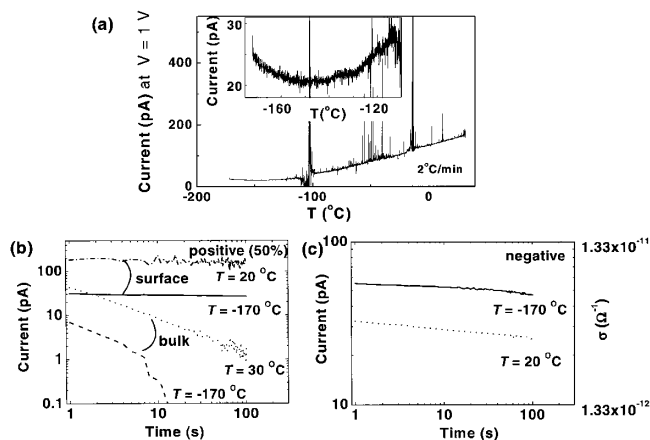 (a)
Current (pA) at V = 1 V
400
200
0
-200
-100
0
T (°C)
2°C/min
Current (pA)
30
20
-160
-120
T(°C)
(b)
positive (50%)
surface
T = 20 °C
T = -170 °C
bulk
T = 30 °C
T = -170 °C
Current (pA)
100
10
1
0.1
1
10
100
Time (s)
(c)
negative
T = -170 °C
T = 20 °C
Current (pA)
100
10
1
10
100
Time (s)
1.33x10⁻¹¹
σ (Ω⁻¹)
1.33x10⁻¹²